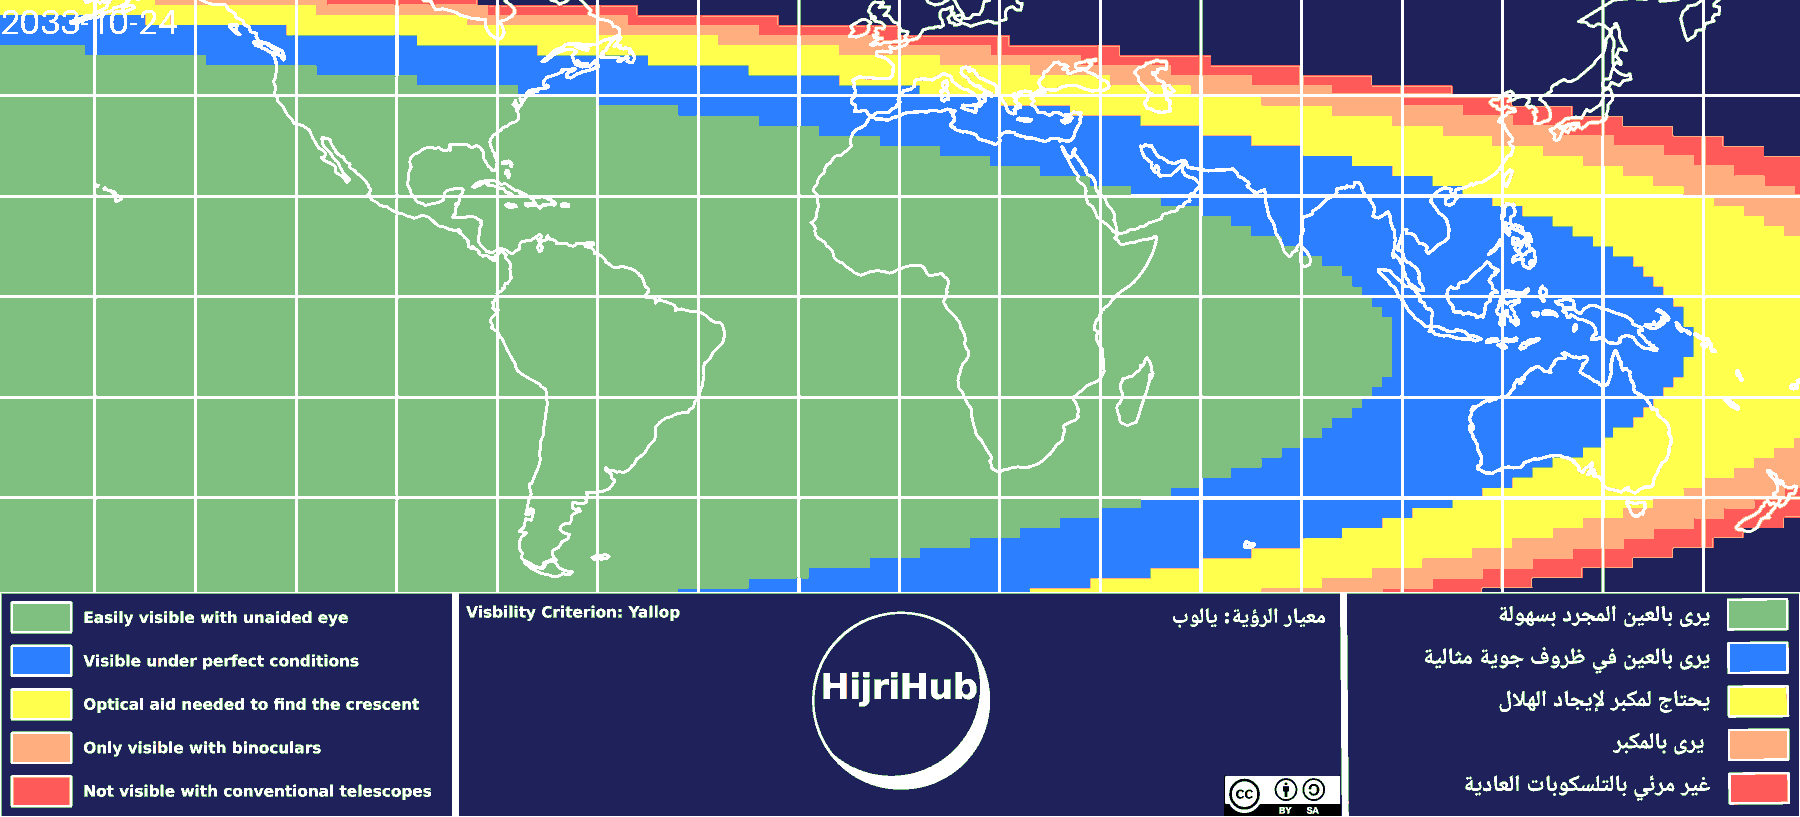 2033-10-24
Easily visible with unaided eye
Visible under perfect conditions
Optical aid needed to find the crescent
Only visible with binoculars
Not visible with conventional telescopes
Visbility Criterion: Yallop
معيار الرؤية: يالوب
HijriHub
cc
BY SA
يرى بالعين المجرد بسهولة
يرى بالعين في ظروف جوية مثالية
يحتاج لمكبر لإيجاد الهلال
يرى بالمكبر
غير مرئي بالتلسكوبات العادية